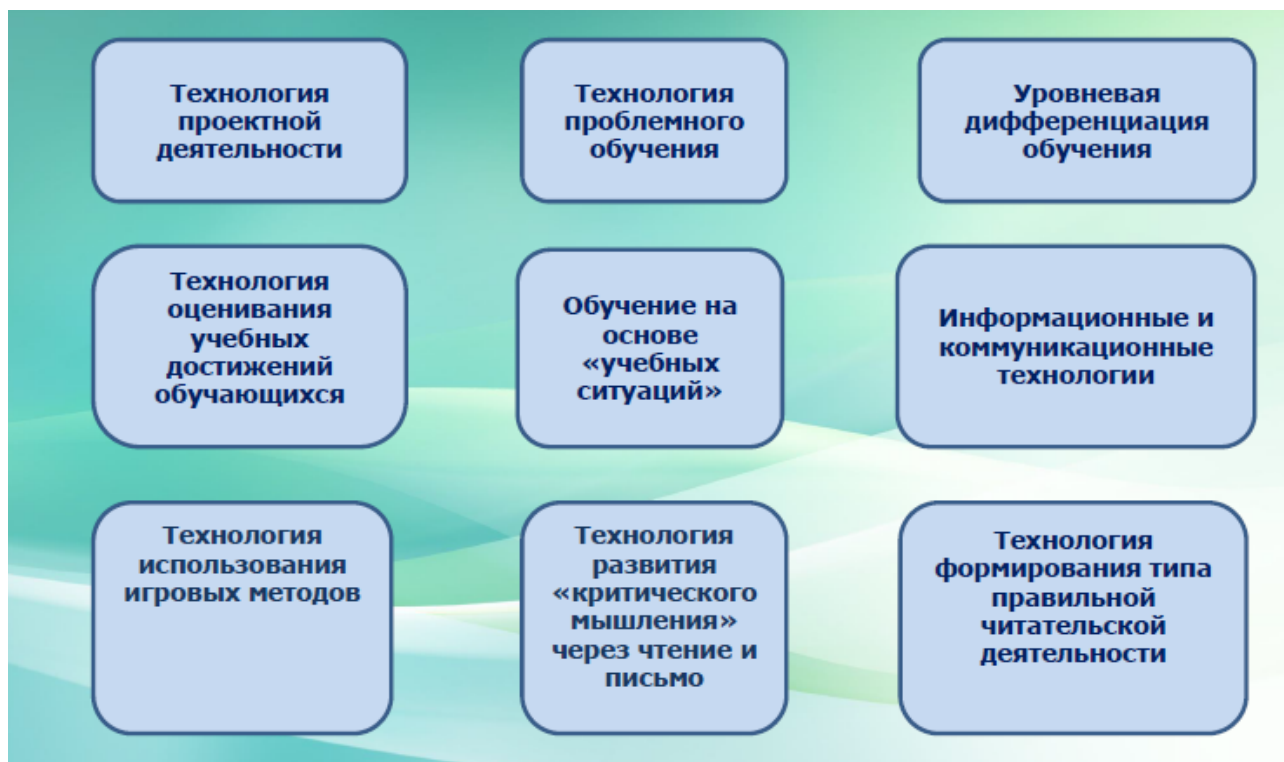 Технология
проектной
деятельности
Технология
проблемного
обучения
Уровневая
дифференциация
обучения
Технология
оценивания
учебных
достижений
обучающихся
Обучение на
основе
«учебных
ситуаций»
Информационные и
коммуникационные
технологии
Технология
использования
игровых методов
Технология
развития
«критического
мышления»
через чтение и
письмо
Технология
формирования типа
правильной
читательской
деятельности